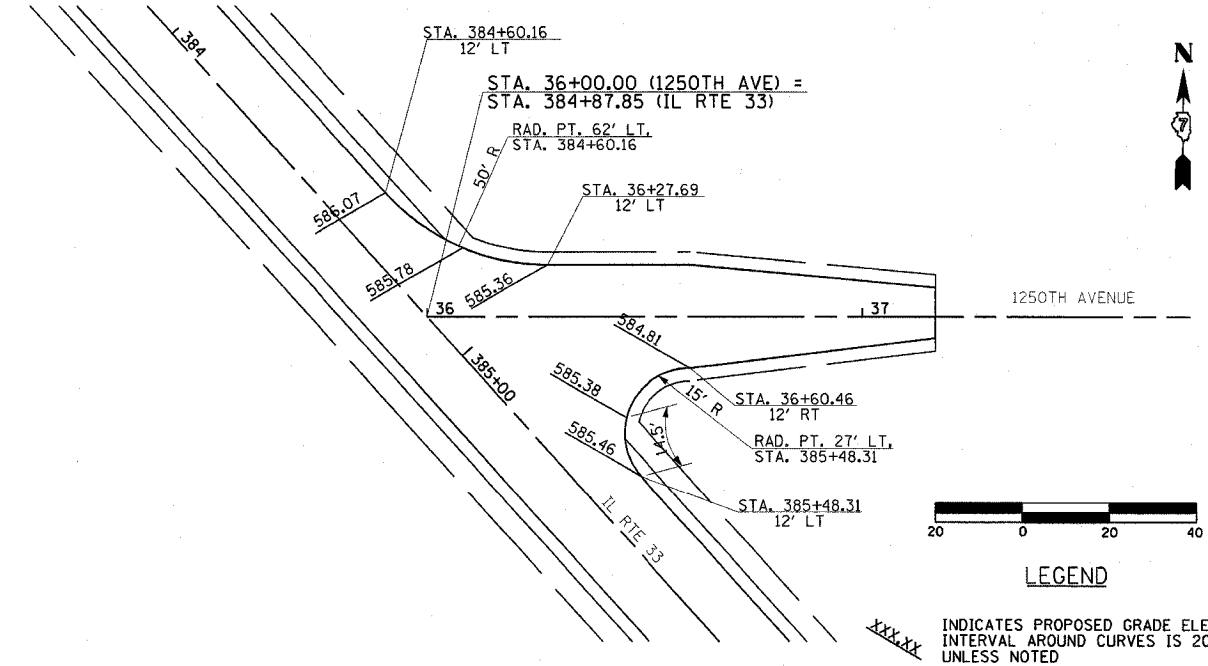 384
STA. 384+60.16
12' LT
N
7
STA. 36+00.00 (1250TH AVE) =
STA. 384+87.85 (IL RTE 33)
RAD. PT. 62' LT,
STA. 384+60.16
50' R
STA. 36+27.69
12' LT
586.07
585.78
585.36
36
37
1250TH AVENUE
584.81
385+00
585.38
15' R
STA. 36+60.46
12' RT
585.46
14.5'
RAD. PT. 27' LT,
STA. 385+48.31
STA. 385+48.31
12' LT
IL RTE 33
20 0 20 40
LEGEND
XXX.XX
INDICATES PROPOSED GRADE ELE
INTERVAL AROUND CURVES IS 20
UNLESS NOTED